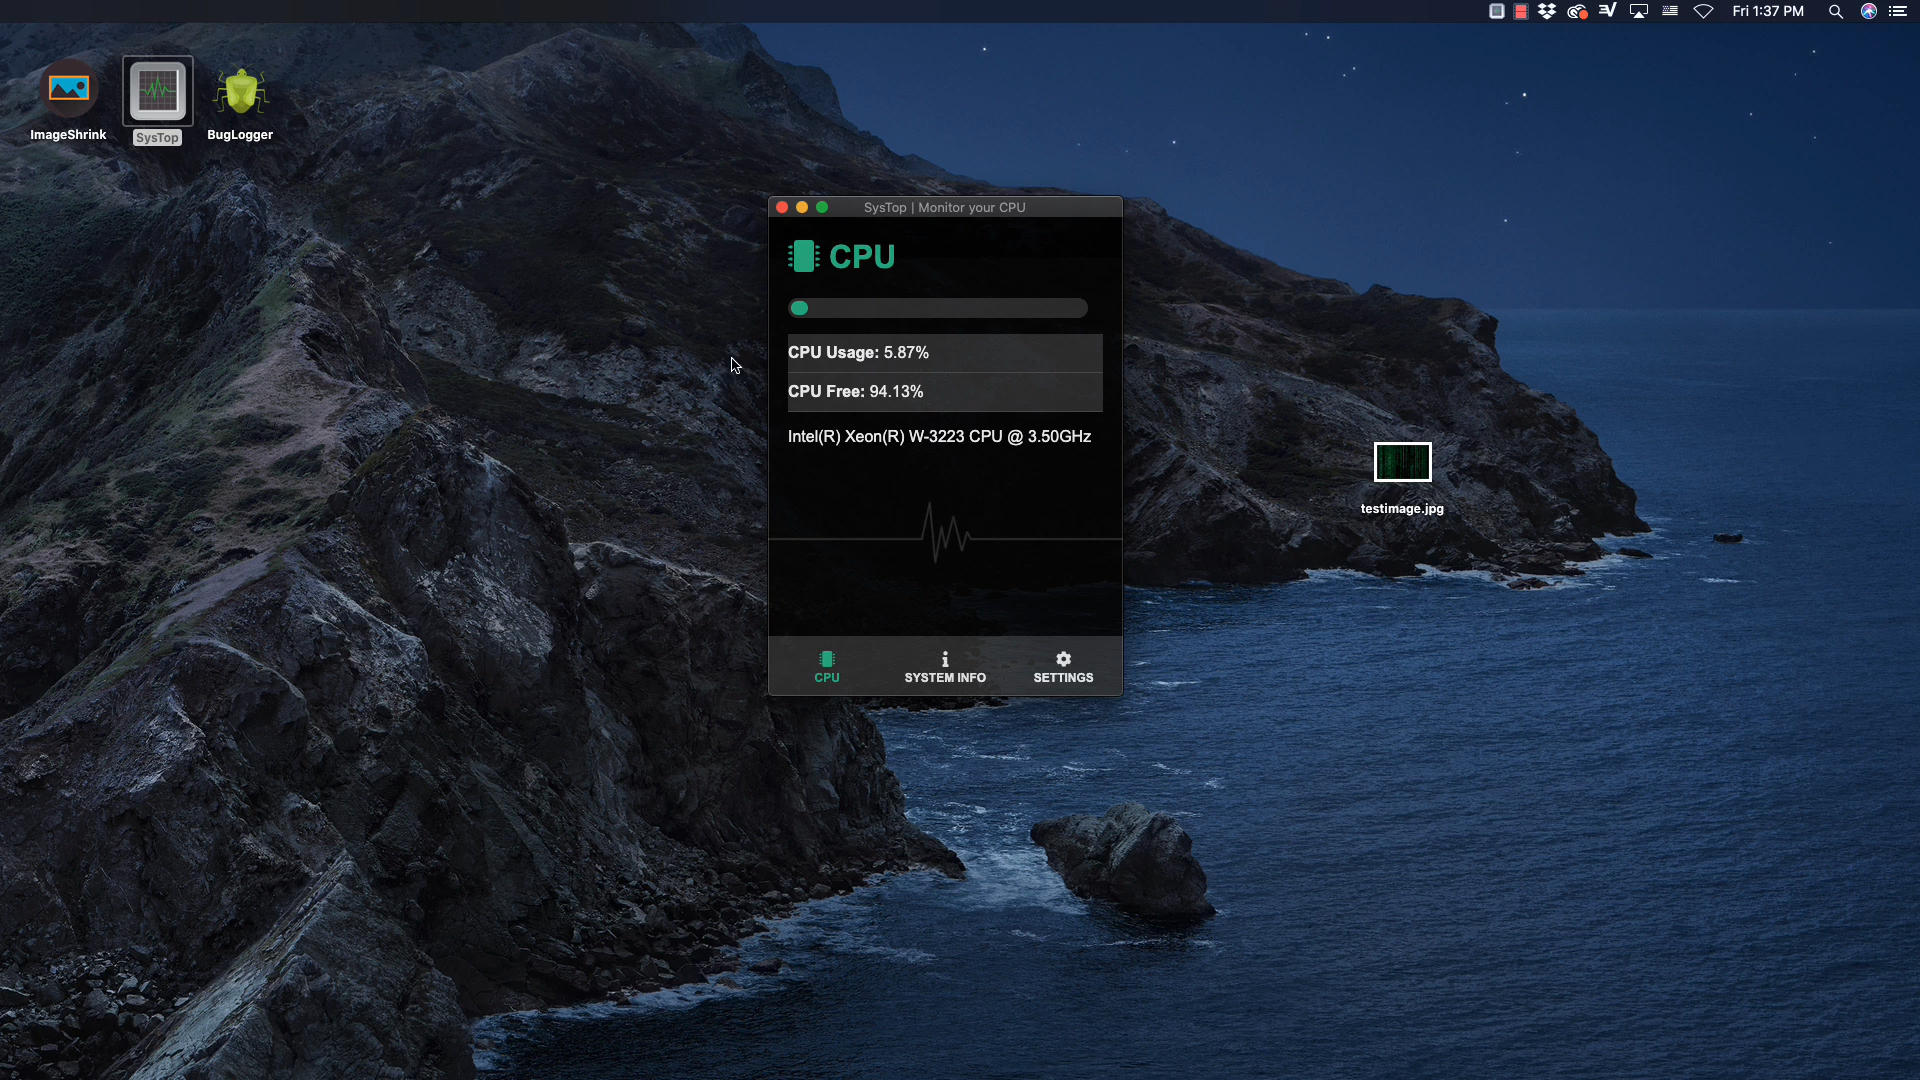 Fri 1:37 PM
ImageShrink
SysTop
BugLogger
SysTop | Monitor your CPU
CPU
CPU Usage: 5.87%
CPU Free: 94.13%
Intel(R) Xeon(R) W-3223 CPU @ 3.50GHz
testimage.jpg
CPU
SYSTEM INFO
SETTINGS